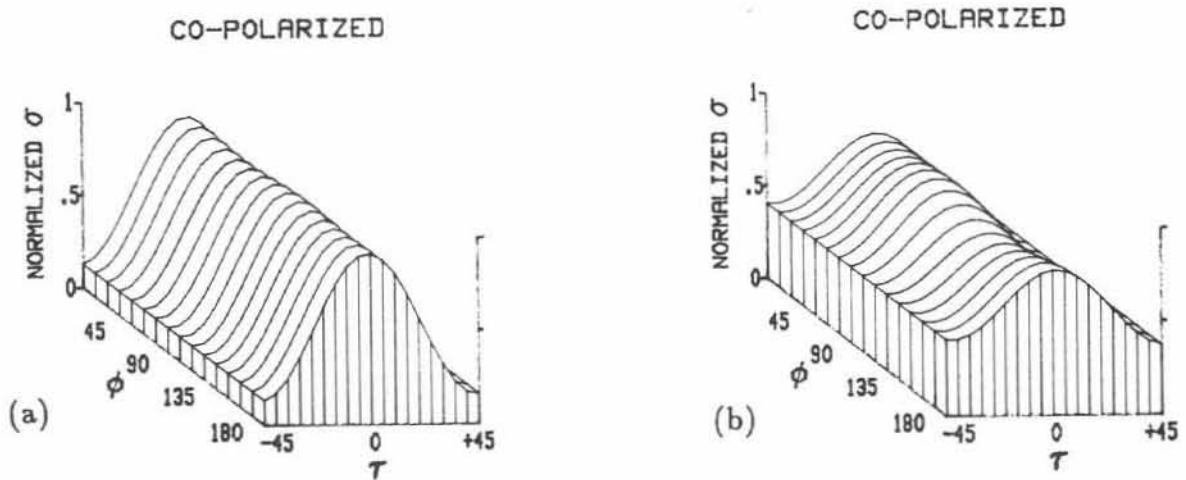 CO-POLARIZED
NORMALIZED σ
1
.5
0
45
90
135
180
ϕ
-45
0
+45
τ
(a)
CO-POLARIZED
NORMALIZED σ
1
.5
0
45
90
135
180
ϕ
-45
0
+45
τ
(b)